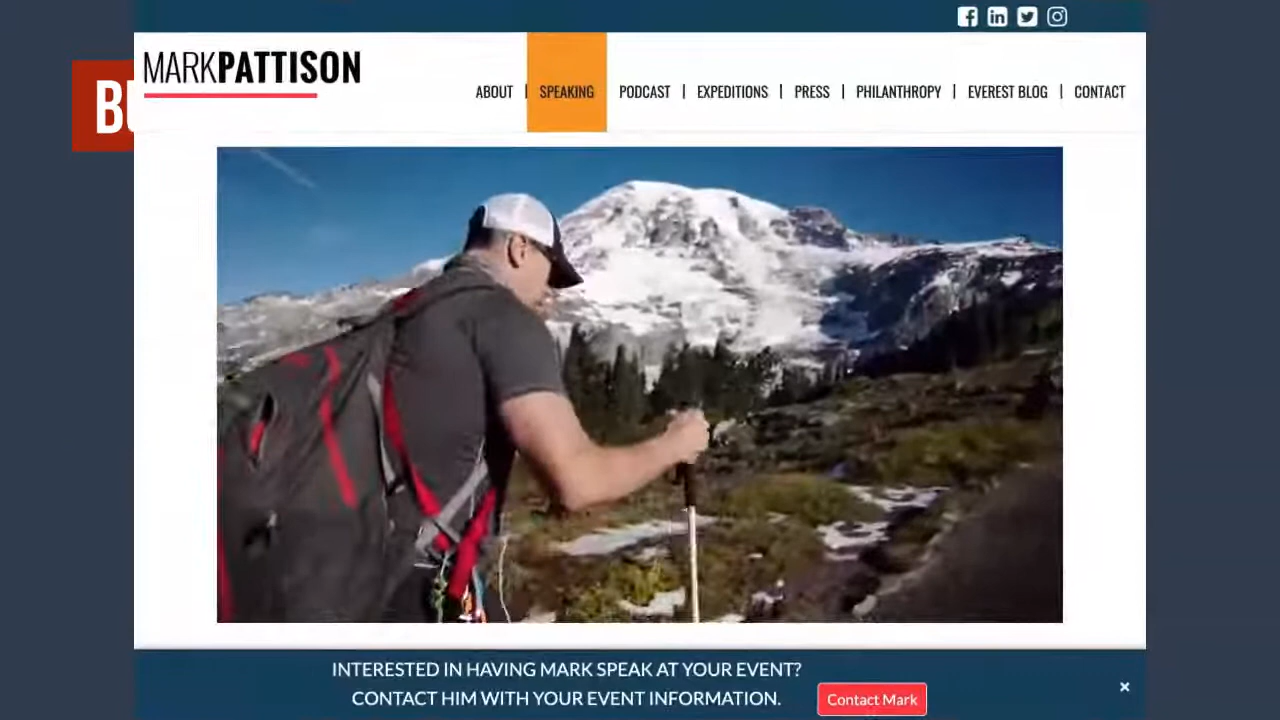 MARKPATTISON
BU
ABOUT | SPEAKING PODCAST | EXPEDITIONS | PRESS | PHILANTHROPY | EVEREST BLOG | CONTACT
INTERESTED IN HAVING MARK SPEAK AT YOUR EVENT?
CONTACT HIM WITH YOUR EVENT INFORMATION.
Contact Mark